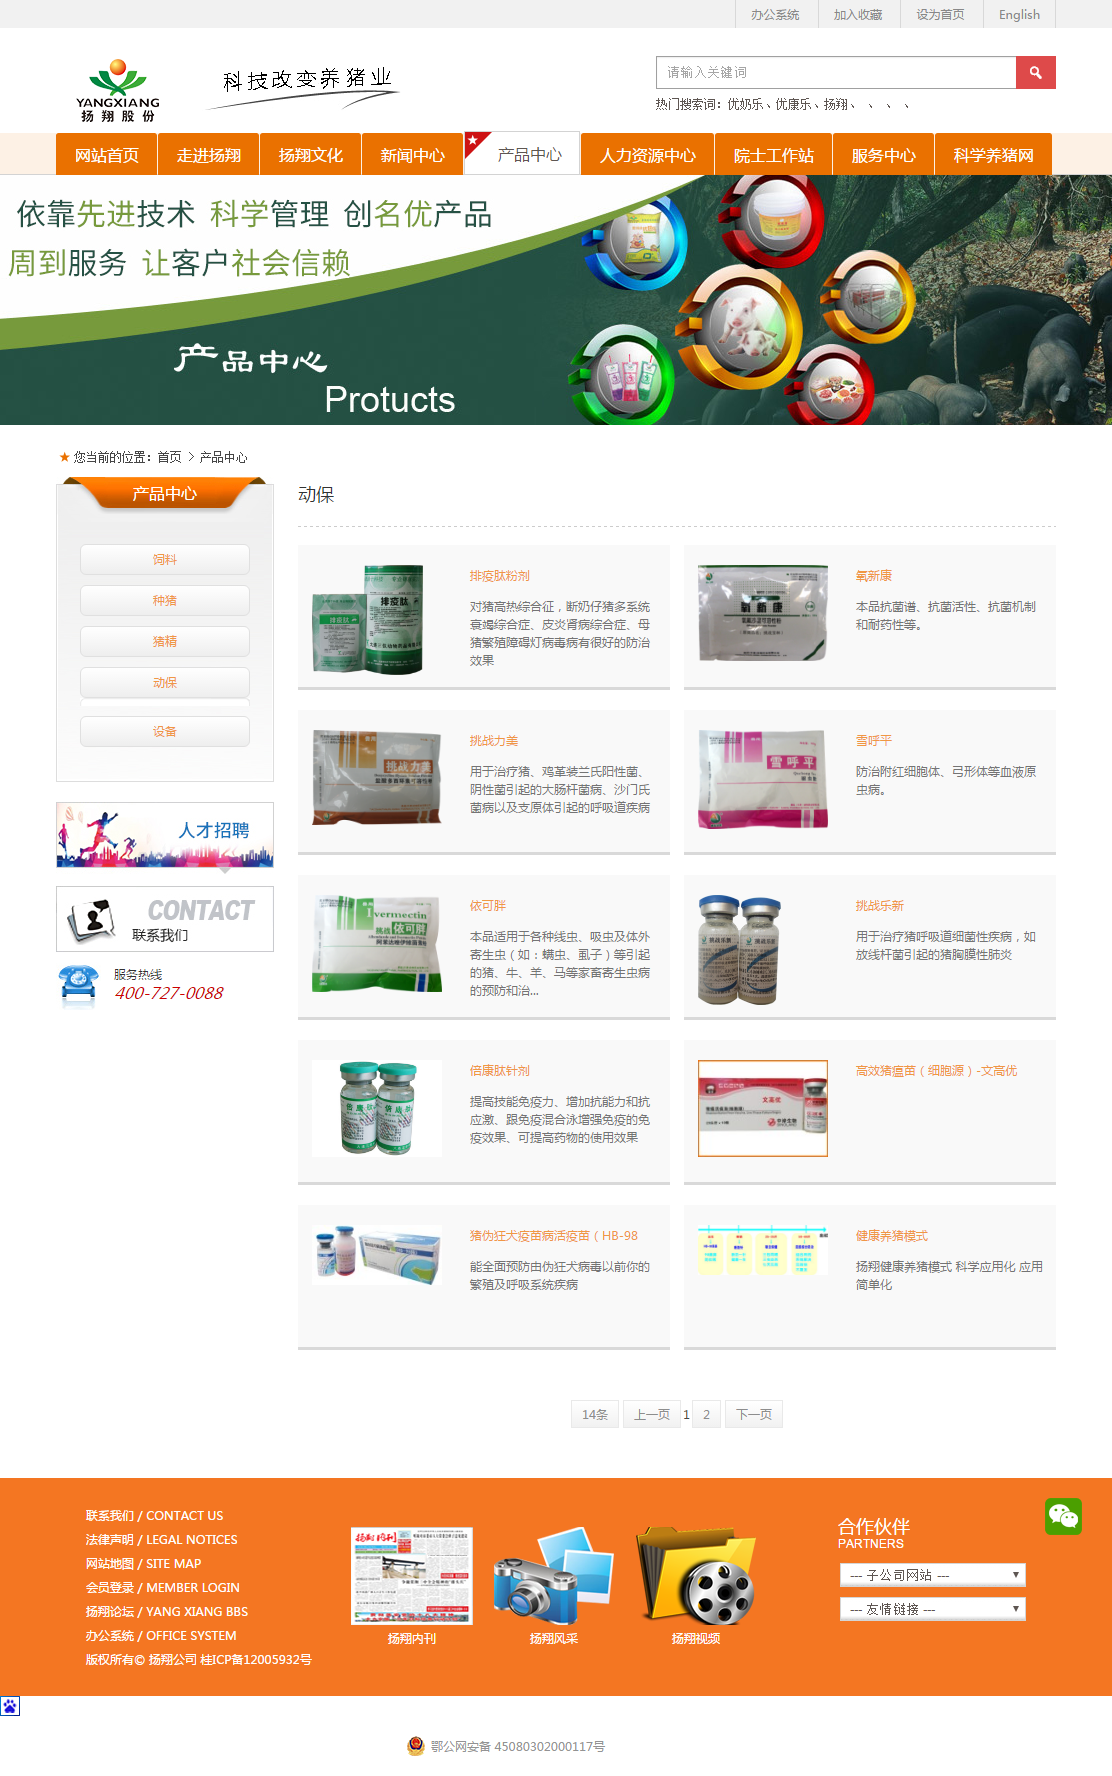 办公系统
加入收藏
设为首页
English
YANGXIANG
扬翔股份
科技改变养猪业
请输入关键词
热门搜索词：优奶乐、优康乐、扬翔、 、 、 、
网站首页
走进扬翔
扬翔文化
新闻中心
产品中心
人力资源中心
院士工作站
服务中心
科学养猪网
依靠先进技术 科学管理 创名优产品
周到服务 让客户社会信赖
产品中心
Protucts
您当前的位置：首页 > 产品中心
产品中心
饲料
种猪
猪精
动保
设备
人才招聘
CONTACT
联系我们
服务热线
400-727-0088
动保
排疫肽
排疫肽粉剂
对猪高热综合征，断奶仔猪多系统
衰竭综合症、皮炎肾病综合症、母
猪繁殖障碍灯病毒病有很好的防治
效果
氧新康
氧新康
本品抗菌谱、抗菌活性、抗菌机制
和耐药性等。
挑战力美
挑战力美
用于治疗猪、鸡革装兰氏阳性菌、
阴性菌引起的大肠杆菌病、沙门氏
菌病以及支原体引起的呼吸道疾病
雪呼平
雪呼平
防治附红细胞体、弓形体等血液原
虫病。
Ivermectin
依可胖
依可胖
本品适用于各种线虫、吸虫及体外
寄生虫（如：螨虫、虱子）等引起
的猪、牛、羊、马等家畜寄生虫病
的预防和治...
挑战乐新
用于治疗猪呼吸道细菌性疾病，如
放线杆菌引起的猪胸膜性肺炎
倍康肽针剂
提高技能免疫力、增加抗能力和抗
应激、跟免疫混合泳增强免疫的免
疫效果、可提高药物的使用效果
文高优
高效猪瘟苗（细胞源）-文高优
猪伪狂犬疫苗病活疫苗（HB-98
能全面预防由伪狂犬病毒以前你的
繁殖及呼吸系统疾病
健康养猪模式
扬翔健康养猪模式 科学应用化 应用
简单化
14条
上一页
1
2
下一页
联系我们 / CONTACT US
法律声明 / LEGAL NOTICES
网站地图 / SITE MAP
会员登录 / MEMBER LOGIN
扬翔论坛 / YANG XIANG BBS
办公系统 / OFFICE SYSTEM
版权所有© 扬翔公司 桂ICP备12005932号
扬翔内刊
扬翔风采
扬翔视频
合作伙伴
PARTNERS
--- 子公司网站 ---
--- 友情链接 ---
鄂公网安备 45080302000117号